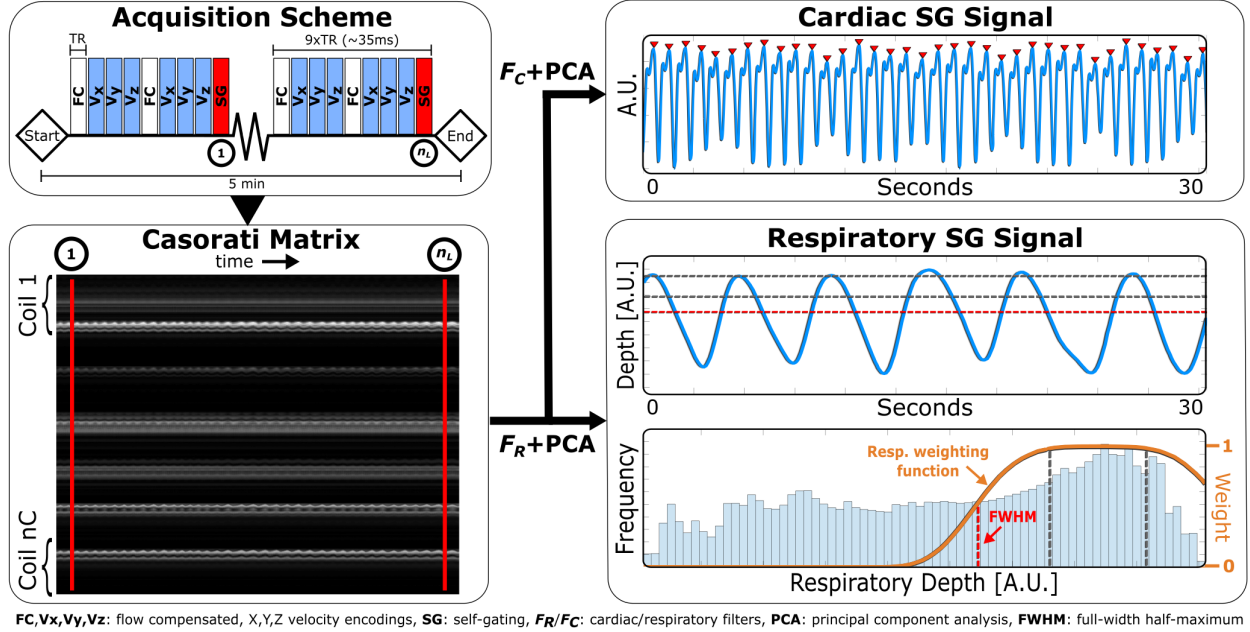 Acquisition Scheme
TR
9xTR (~35ms)
FC Vx Vy Vz FC Vx Vy Vz SG FC Vx Vy Vz FC Vx Vy Vz SG
Start
End
1
nL
5 min
Casorati Matrix
1
time
nL
Coil 1
Coil nC
FC+PCA
FR+PCA
Cardiac SG Signal
A.U.
0 Seconds 30
Respiratory SG Signal
Depth [A.U.]
0 Seconds 30
Frequency
Resp. weighting
function
FWHM
1
Weight
0
Respiratory Depth [A.U.]
FC,Vx,Vy,Vz: flow compensated, X,Y,Z velocity encodings, SG: self-gating, FR/FC: cardiac/respiratory filters, PCA: principal component analysis, FWHM: full-width half-maximum